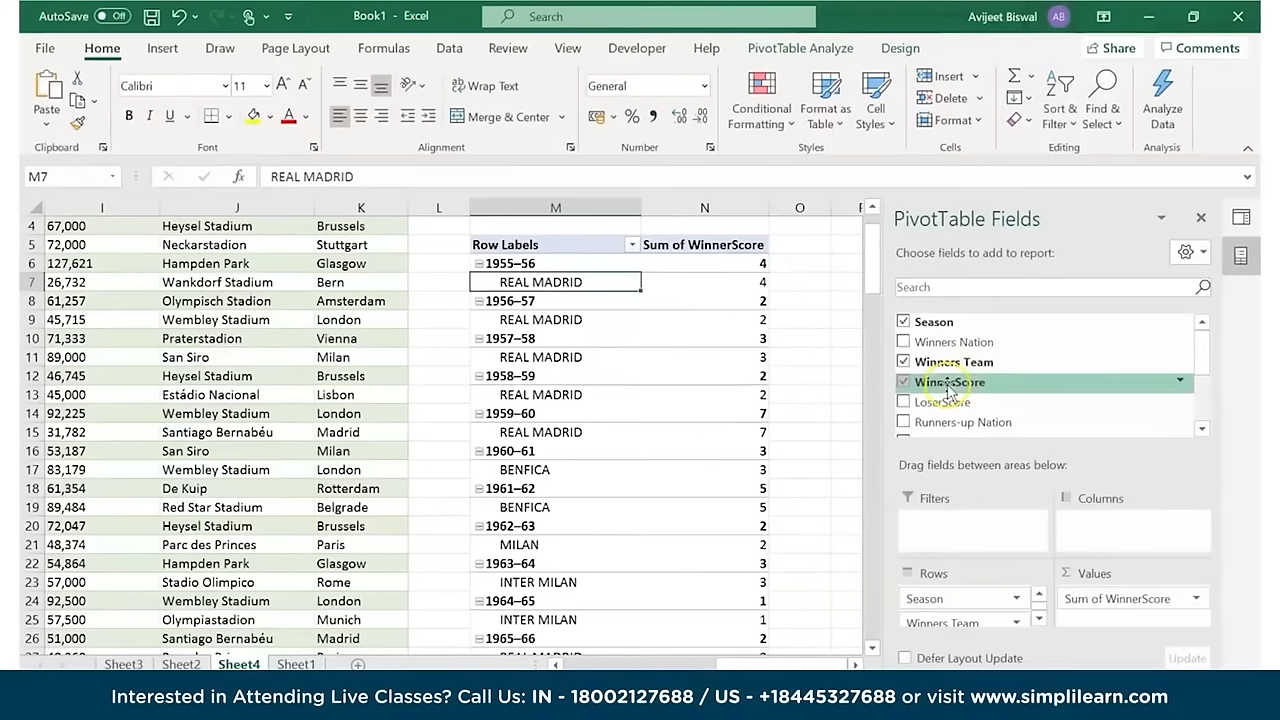 AutoSave Off Book1 - Excel Search Avijeet Biswal AB
File Home Insert Draw Page Layout Formulas Data Review View Developer Help PivotTable Analyze Design Share Comments
Paste Calibri 11 Wrap Text General Conditional Formatting Format as Table Cell Styles Insert Sort & Filter Find & Select Analyze Data
B I U Merge & Center Delete
Format
Clipboard Font Alignment Number Styles Cells Editing Analysis
M7 fx REAL MADRID
I J K L M N O
4 67,000 Heysel Stadium Brussels
5 72,000 Neckarstadion Stuttgart Row Labels Sum of WinnerScore
6 127,621 Hampden Park Glasgow 1955–56 4
7 26,732 Wankdorf Stadium Bern REAL MADRID 4
8 61,257 Olympisch Stadion Amsterdam 1956–57 2
9 45,715 Wembley Stadium London REAL MADRID 2
10 71,333 Praterstadion Vienna 1957–58 3
11 89,000 San Siro Milan REAL MADRID 3
12 46,745 Heysel Stadium Brussels 1958–59 2
13 45,000 Estádio Nacional Lisbon REAL MADRID 2
14 92,225 Wembley Stadium London 1959–60 7
15 31,782 Santiago Bernabéu Madrid REAL MADRID 7
16 53,187 San Siro Milan 1960–61 3
17 83,179 Wembley Stadium London BENFICA 3
18 61,354 De Kuip Rotterdam 1961–62 5
19 89,484 Red Star Stadium Belgrade BENFICA 5
20 72,047 Heysel Stadium Brussels 1962–63 2
21 48,374 Parc des Princes Paris MILAN 2
22 54,864 Hampden Park Glasgow 1963–64 3
23 57,000 Stadio Olimpico Rome INTER MILAN 3
24 92,500 Wembley Stadium London 1964–65 1
25 57,500 Olympiastadion Munich INTER MILAN 1
26 51,000 Santiago Bernabéu Madrid 1965–66 2
Sheet3 Sheet2 Sheet4 Sheet1
PivotTable Fields
Choose fields to add to report:
Search
Season
Winners Nation
Winners Team
WinnerScore
LoserScore
Runners-up Nation
Drag fields between areas below:
Filters Columns
Rows Σ Values
Season Sum of WinnerScore
Winners Team
Defer Layout Update Update
Interested in Attending Live Classes? Call Us: IN - 18002127688 / US - +18445327688 or visit www.simplilearn.com